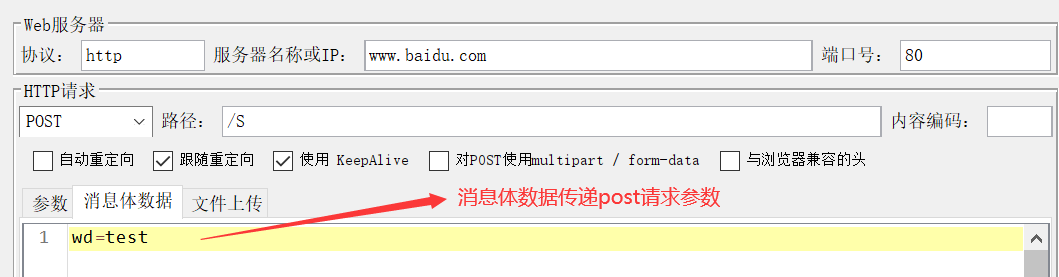 Web服务器
协议： http 服务器名称或IP： www.baidu.com 端口号： 80
HTTP请求
POST 路径： /S 内容编码：
自动重定向 跟随重定向 使用 KeepAlive 对POST使用multipart / form-data 与浏览器兼容的头
参数 消息体数据 文件上传 消息体数据传递post请求参数
1 wd=test